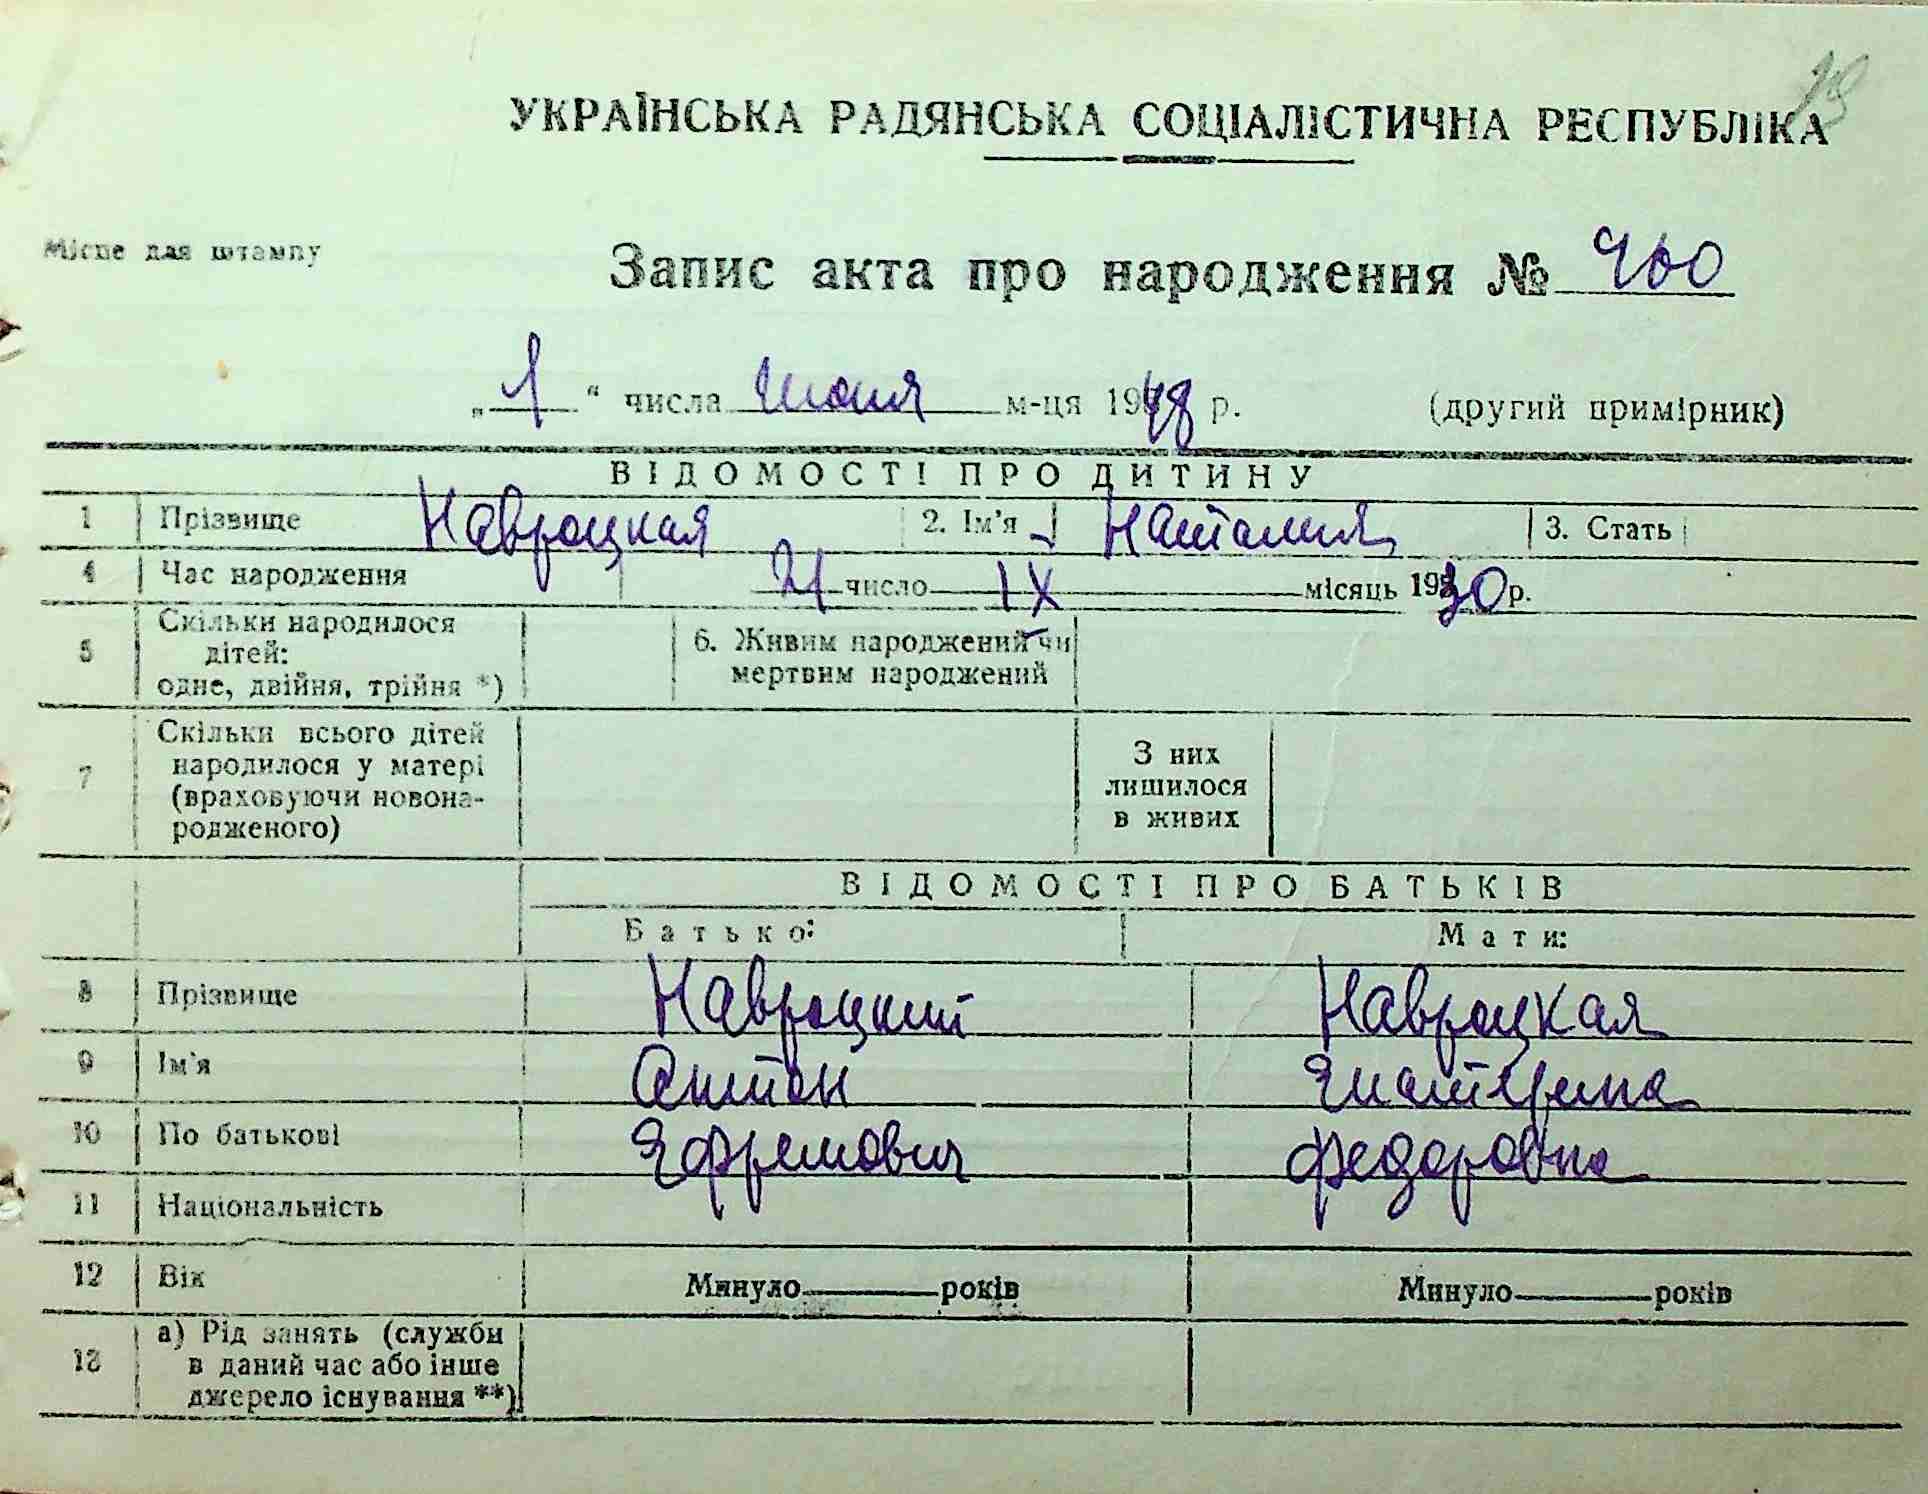 УКРАЇНСЬКА РАДЯНСЬКА СОЦІАЛІСТИЧНА РЕСПУБЛІКА
Місце для штампу
Запис акта про народження № 960
„1“ числа Июня м-ця 1948 р. (другий примірник)
ВІДОМОСТІ ПРО ДИТИНУ
1 Прізвище Навроцкая 2. Ім'я Наталия 3. Стать
4 Час народження 21 число IX місяць 1930 р.
5 Скільки народилося дітей: одне, двійня, трійня *) 6. Живим народжений чи мертвим народжений
7 Скільки всього дітей народилося у матері (враховуючи новона-родженого) З них лишилося в живих
ВІДОМОСТІ ПРО БАТЬКІВ
Батько: Мати:
8 Прізвище Навроцкий Навроцкая
9 Ім'я Антон Екатерина
10 По батькові Ефремович Федоровна
11 Національність
12 Вік Минуло років Минуло років
13 а) Рід занять (службы в даний час або інше джерело існування **)